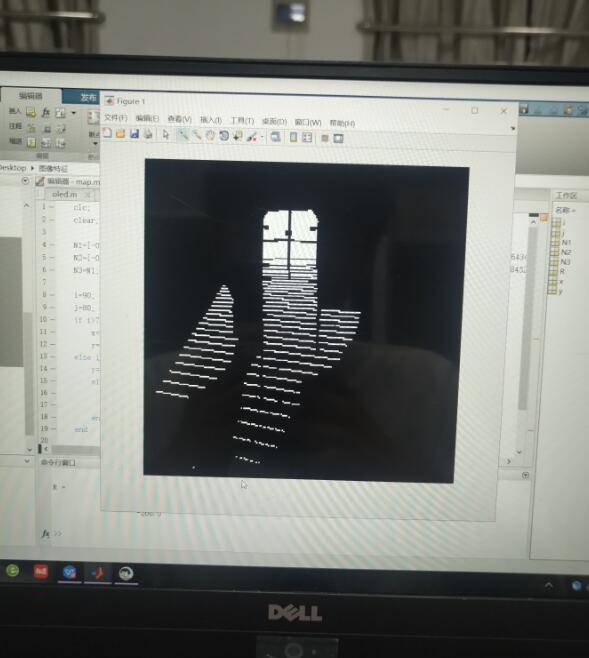 编辑器 发布
Figure 1
文件(F) 编辑(E) 查看(V) 插入(I) 工具(T) 桌面(D) 窗口(W) 帮助(H)
插入 fx
注释
缩进
编辑
Desktop 图像特征
编辑器 - map.m
oled.m
1 clc;
2 clear;
3
4 N1=[-0
5 N2=[-0
6 N3=N1;
7
8 i=90;
9 j=80;
10 if i>
11 x=
12 y=
13 else i
14 y=
15 el
16
17
18 en
19 end
20
工作区
名称
i
j
N1
N2
N3
R
x
y
命令行窗口
R =
fx >>
DELL